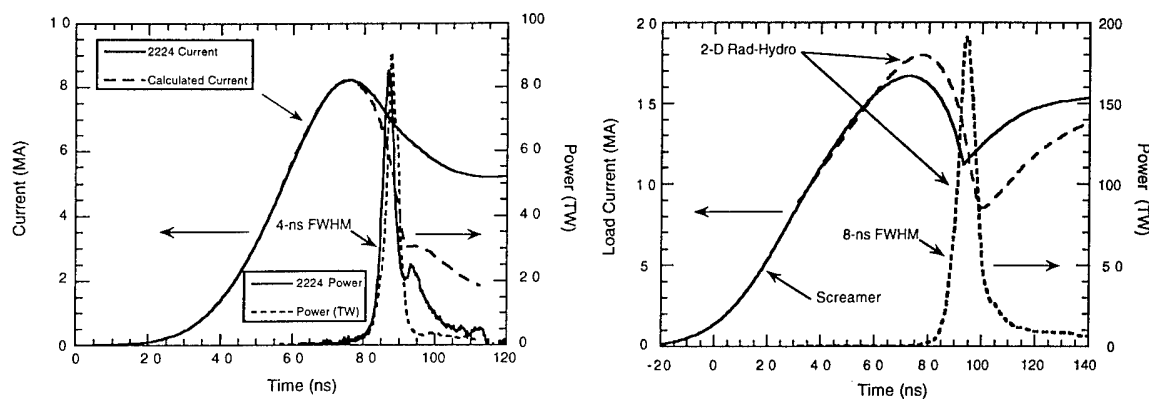 2224 Current
Calculated Current
4-ns FWHM
2224 Power
Power (TW)
Current (MA)
1 0
8
6
4
2
0
0
2 0
4 0
6 0
8 0
100
120
Time (ns)
100
8 0
6 0
4 0
2 0
0
Power (TW)
2-D Rad-Hydro
8-ns FWHM
Screamer
Load Current (MA)
2 0
1 5
1 0
5
0
-2 0
0
2 0
4 0
6 0
8 0
100
120
140
Time (ns)
200
150
100
5 0
0
Power (TW)